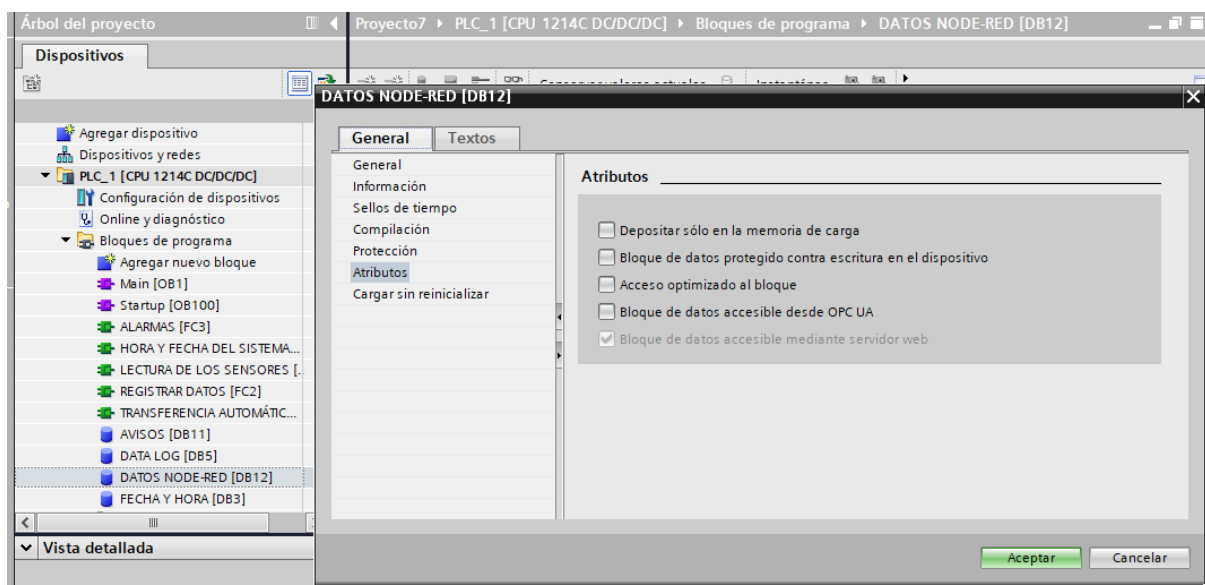 Árbol del proyecto
Proyecto7 ▸ PLC_1 [CPU 1214C DC/DC/DC] ▸ Bloques de programa ▸ DATOS NODE-RED [DB12]
Dispositivos
DATOS NODE-RED [DB12]
General Textos
Agregar dispositivo
Dispositivos y redes
PLC_1 [CPU 1214C DC/DC/DC]
Configuración de dispositivos
Online y diagnóstico
Bloques de programa
Agregar nuevo bloque
Main [OB1]
Startup [OB100]
ALARMAS [FC3]
HORA Y FECHA DEL SISTEMA...
LECTURA DE LOS SENSORES [..
REGISTRAR DATOS [FC2]
TRANSFERENCIA AUTOMÁTIC...
AVISOS [DB11]
DATA LOG [DB5]
DATOS NODE-RED [DB12]
FECHA Y HORA [DB3]
Vista detallada
General
Información
Sellos de tiempo
Compilación
Protección
Atributos
Cargar sin reinicializar
Atributos
Depositar sólo en la memoria de carga
Bloque de datos protegido contra escritura en el dispositivo
Acceso optimizado al bloque
Bloque de datos accesible desde OPC UA
Bloque de datos accesible mediante servidor web
Aceptar Cancelar